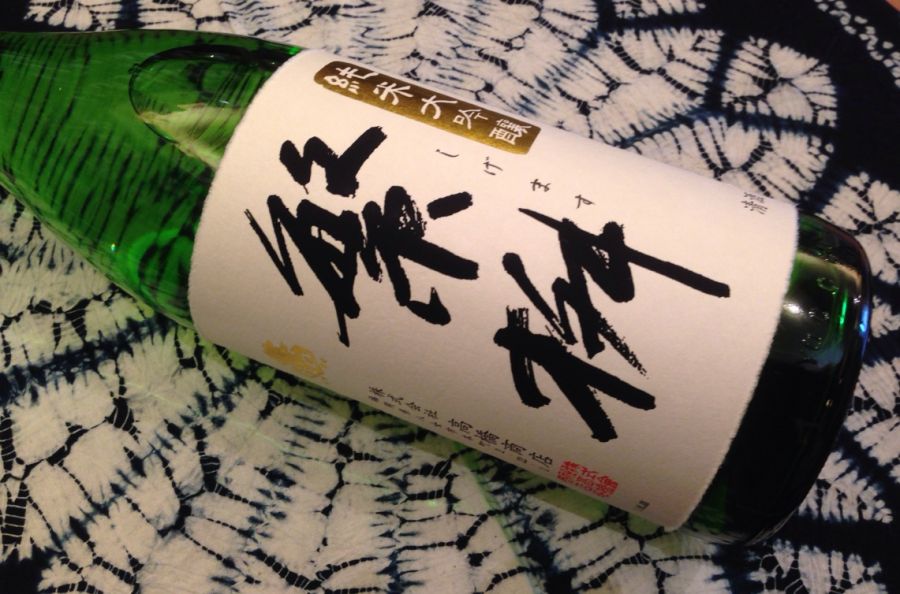 純米大吟醸
しげます
繁桝
清酒
株式会社 高橋商店